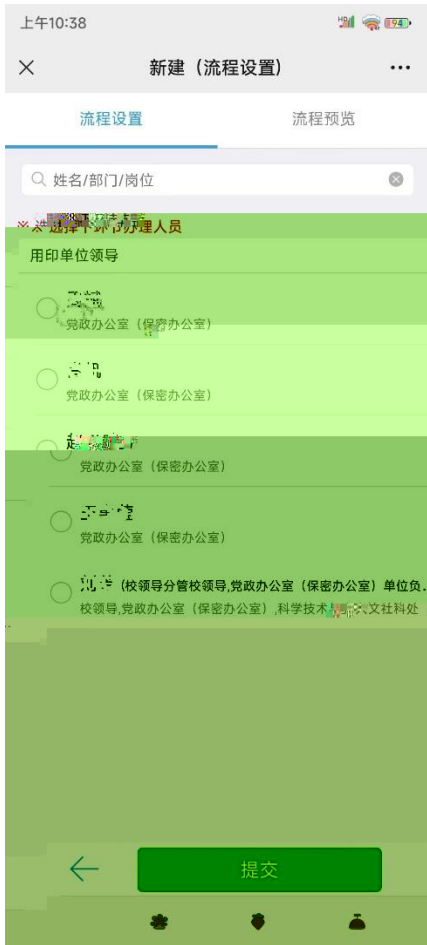 上午10:38
94
新建（流程设置）
流程设置
流程预览
姓名/部门/岗位
办理人员
用印单位领导
党政办公室（保密办公室）
党政办公室（保密办公室）
党政办公室（保密办公室）
党政办公室（保密办公室）
（校领导分管校领导,党政办公室（保密办公室）单位负..
校领导,党政办公室（保密办公室）,科学技术 文社科处
提交